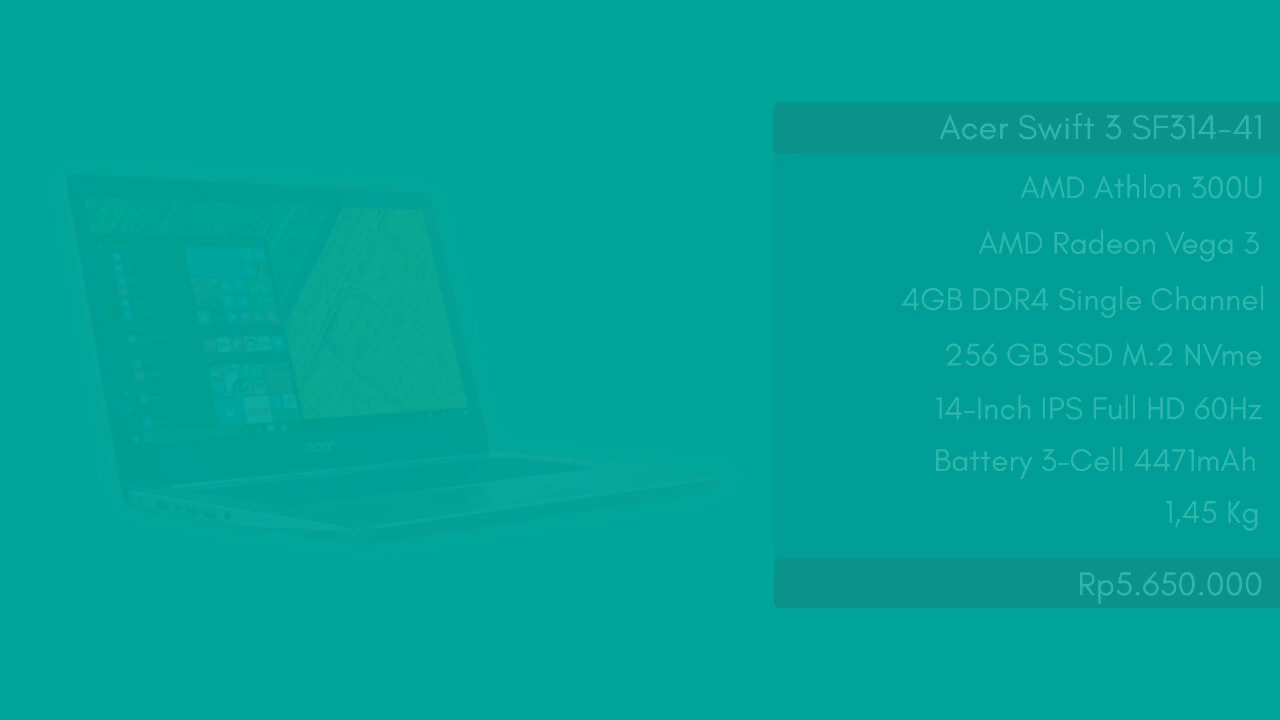 Acer Swift 3 SF314-41
AMD Athlon 300U
AMD Radeon Vega 3
4GB DDR4 Single Channel
256 GB SSD M.2 NVme
14-Inch IPS Full HD 60Hz
Battery 3-Cell 4471mAh
1,45 Kg
Rp5.650.000